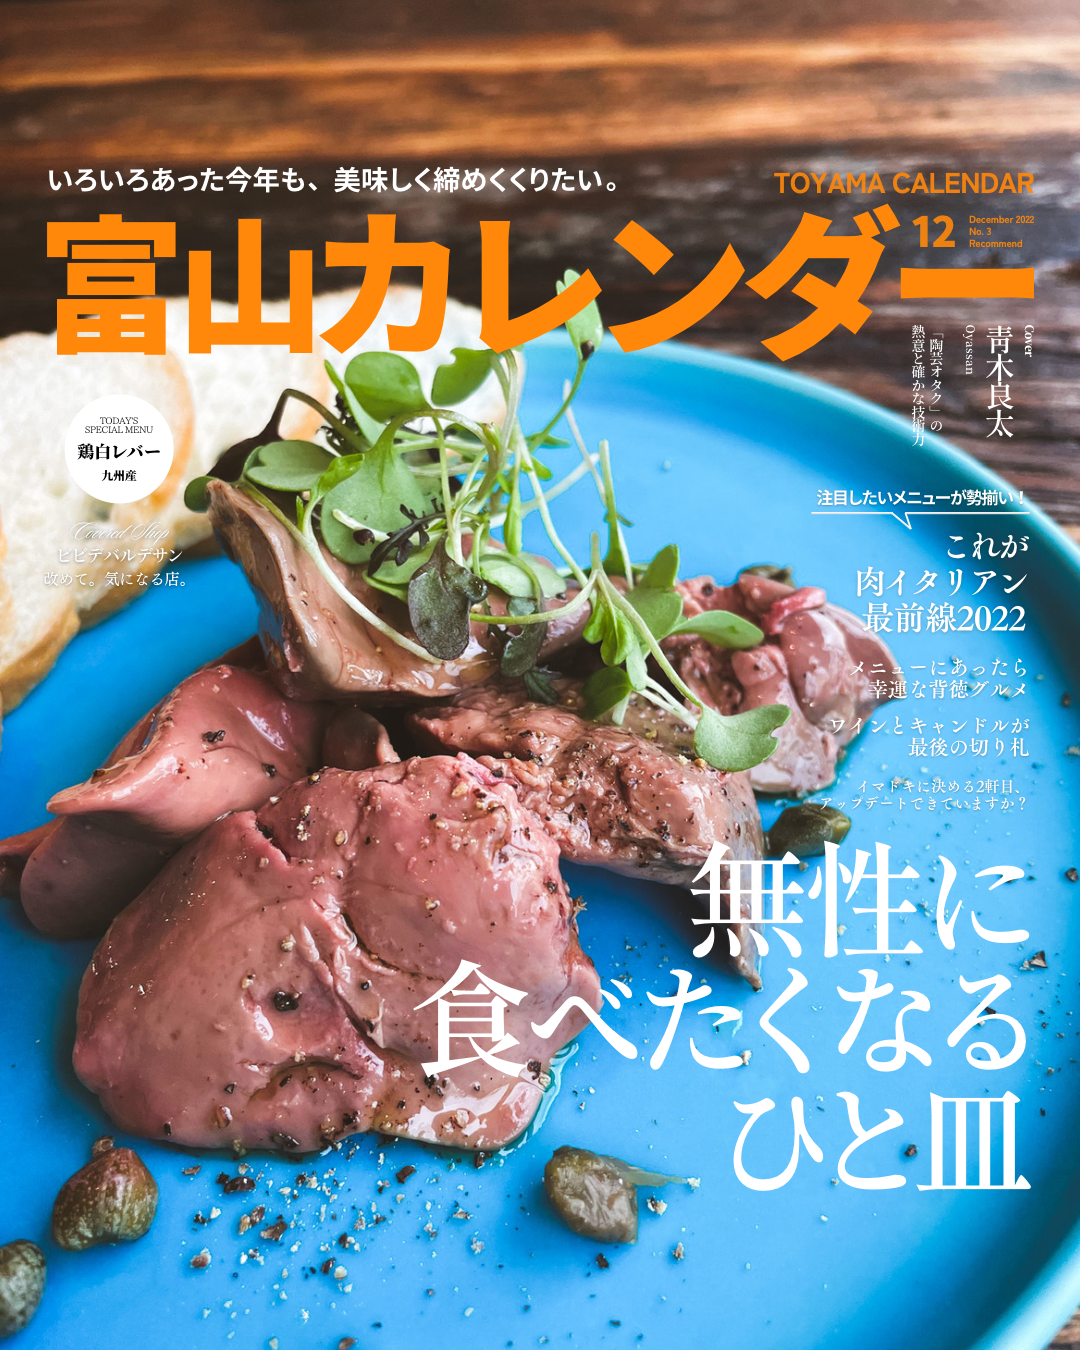 いろいろあった今年も、美味しく締めくくりたい。
TOYAMA CALENDAR
富山カレンダー
12
December 2022
No. 3
Recommend
Cover
青木良太
Oyassan
「陶芸オタク」の
熱意と確かな技術力
TODAY'S
SPECIAL MENU
鶏白レバー
九州産
Covered Shop
ビビデバルデサン
改めて。気になる店。
注目したいメニューが勢揃い！
これが
肉イタリアン
最前線2022
メニューにあったら
幸運な背徳グルメ
ワインとキャンドルが
最後の切り札
イマドキに決める2軒目、
アップデートできていますか？
無性に
食べたくなる
ひと皿